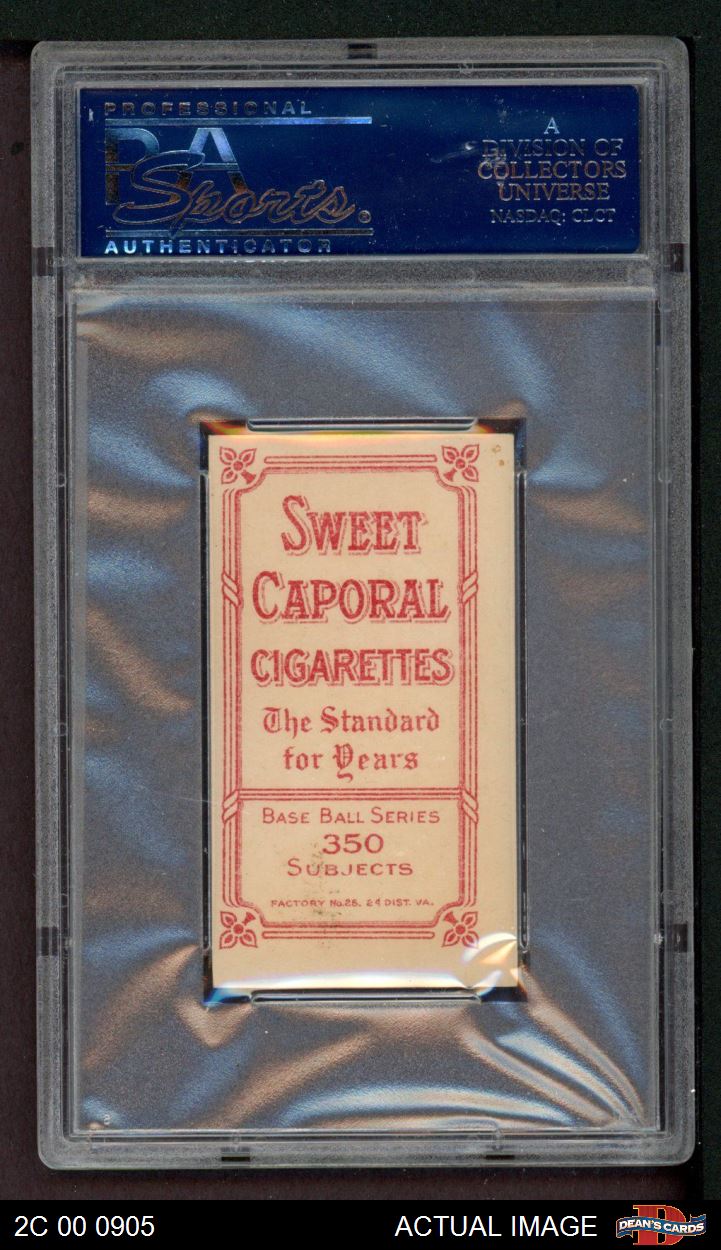 PROFESSIONAL
PSA
Sports
AUTHENTICATOR
A
DIVISION OF
COLLECTORS
UNIVERSE
NASDAQ: CLCT
SWEET
CAPORAL
CIGARETTES
The Standard
for Years
BASE BALL SERIES
350
SUBJECTS
FACTORY No. 25, 2d DIST. VA.
2C 00 0905
ACTUAL IMAGE
DEAN'S CARDS